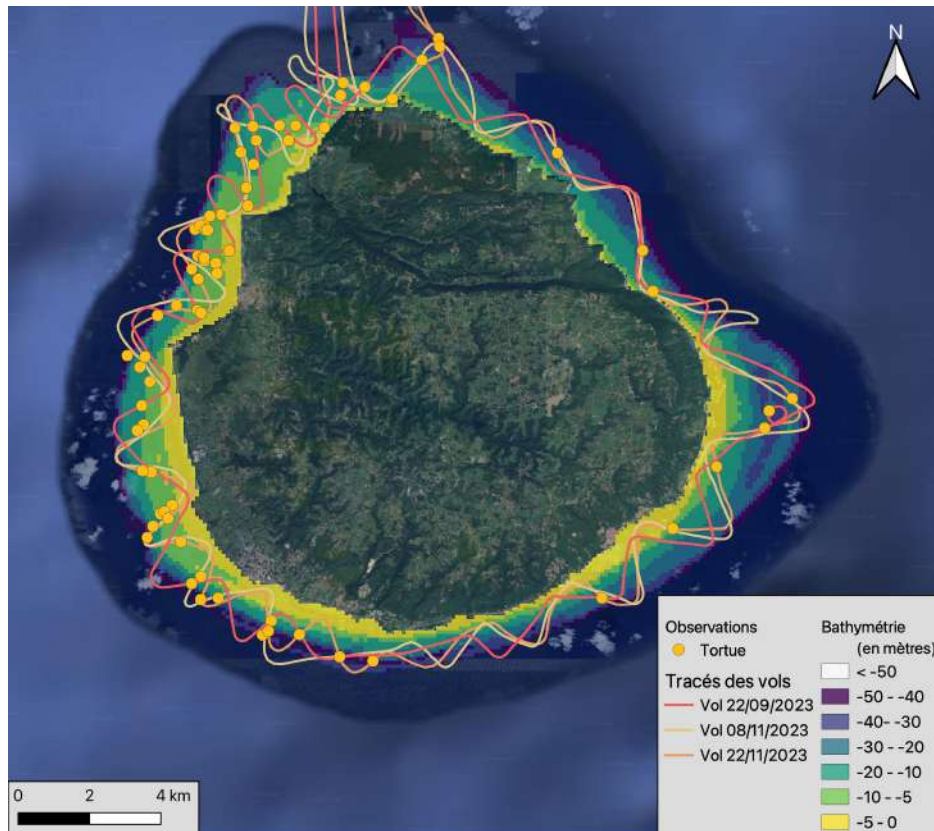 N
Observations
Tortue
Tracés des vols
Vol 22/09/2023
Vol 08/11/2023
Vol 22/11/2023
Bathymétrie
(en mètres)
< -50
-50 - -40
-40- -30
-30 - -20
-20 - -10
-10 - -5
-5 - 0
0 2 4 km